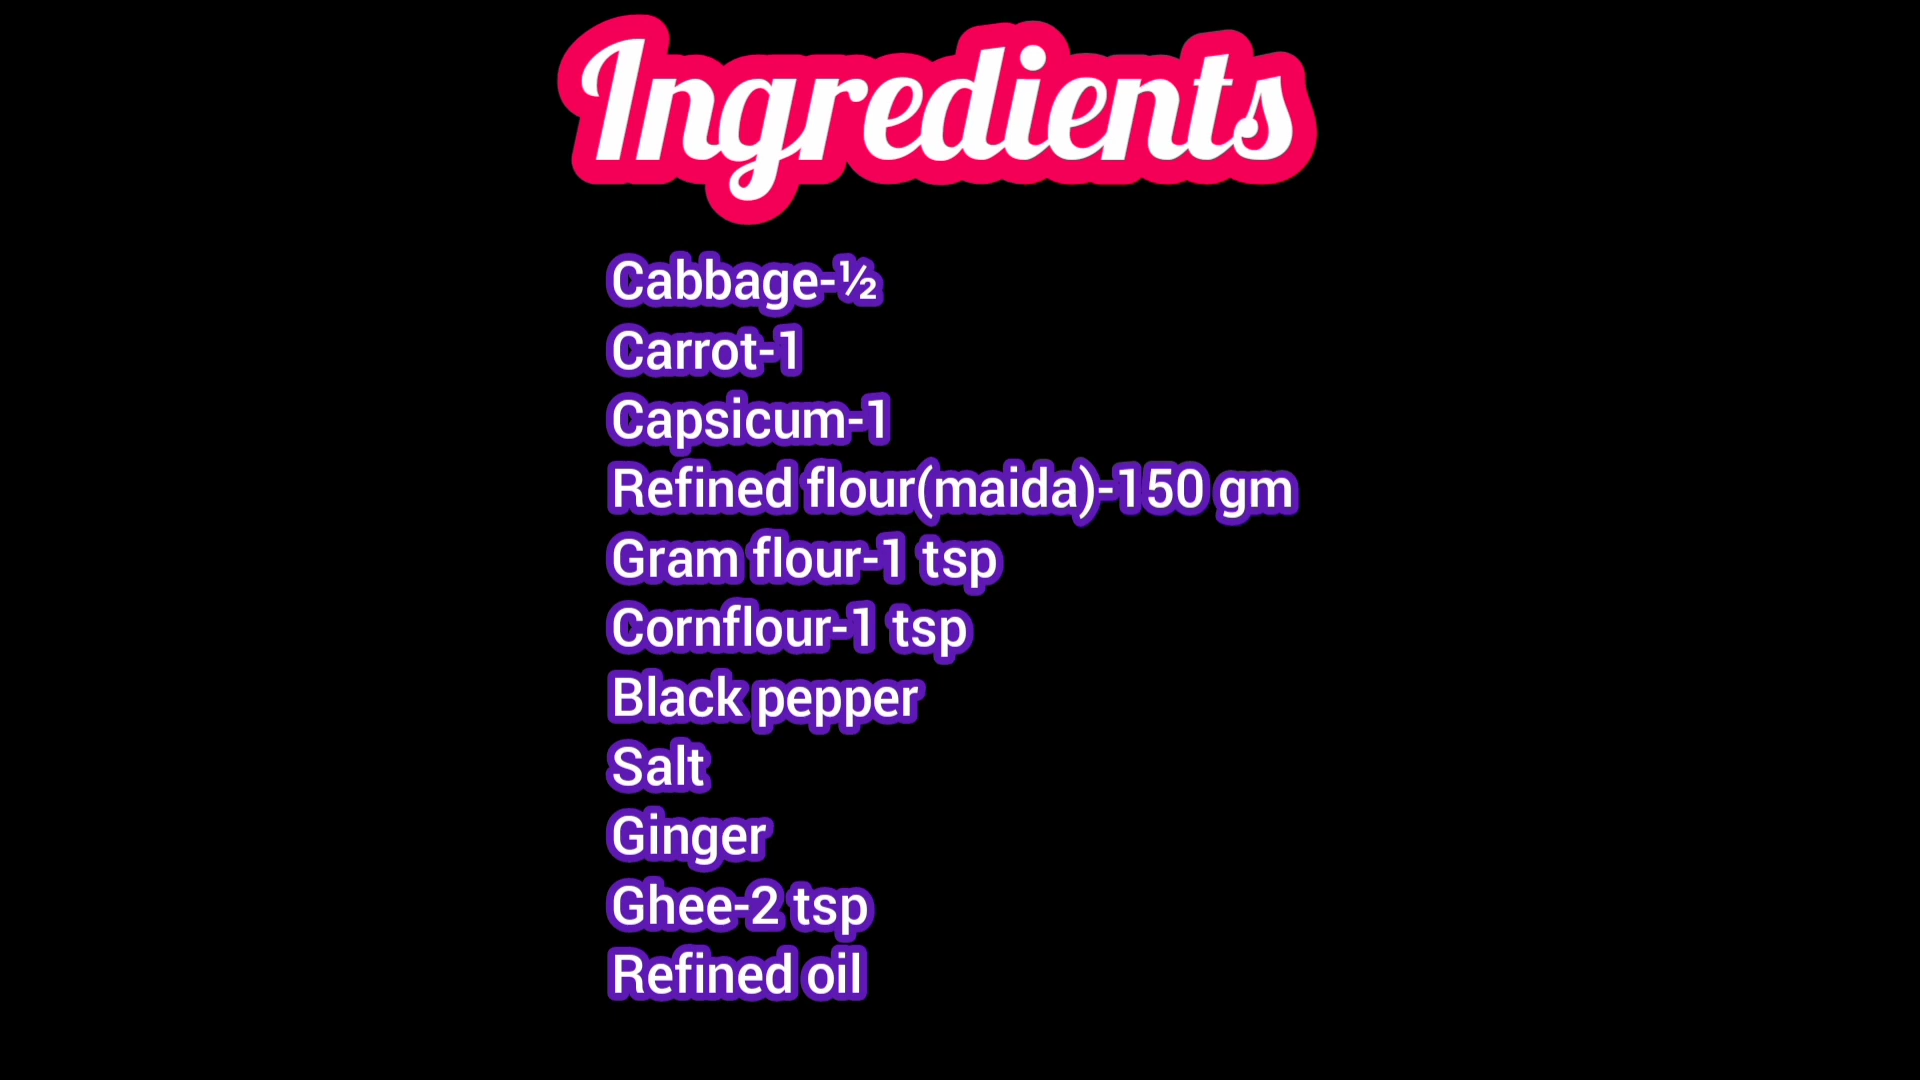 Ingredients
Cabbage-½
Carrot-1
Capsicum-1
Refined flour(maida)-150 gm
Gram flour-1 tsp
Cornflour-1 tsp
Black pepper
Salt
Ginger
Ghee-2 tsp
Refined oil